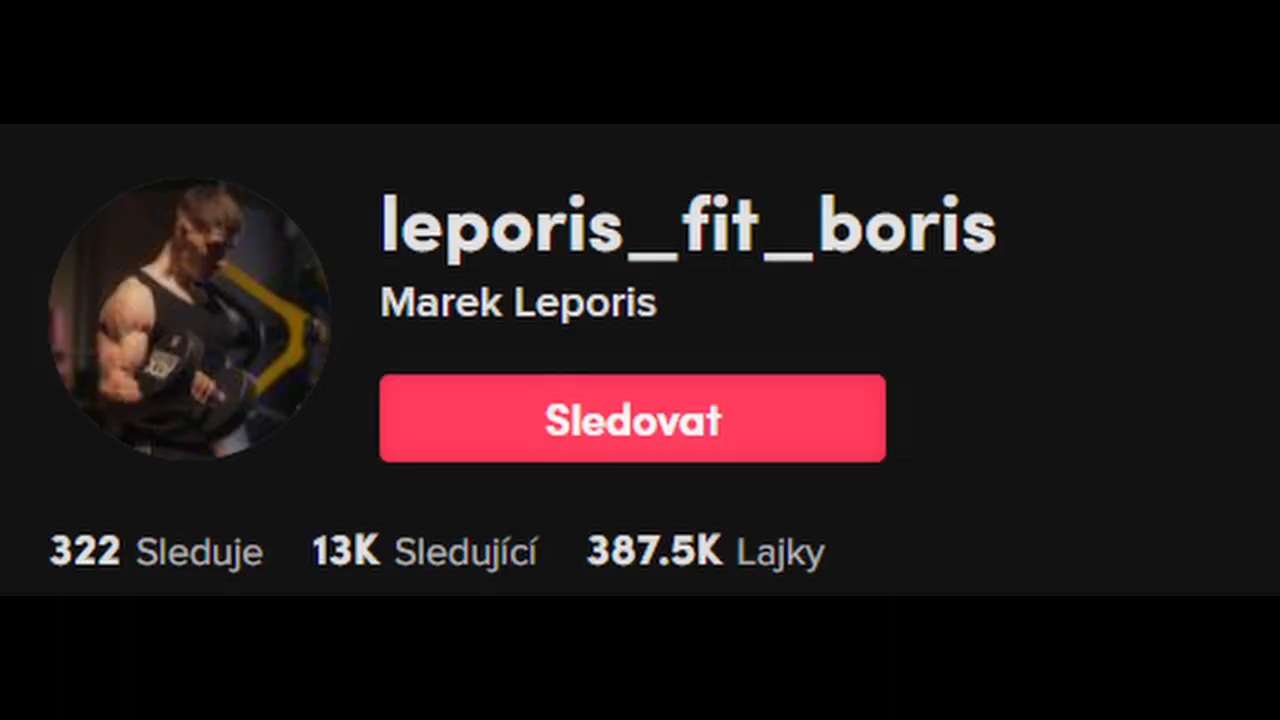 leporis_fit_boris
Marek Leporis
Sledovat
322 Sleduje 13K Sledující 387.5K Lajky